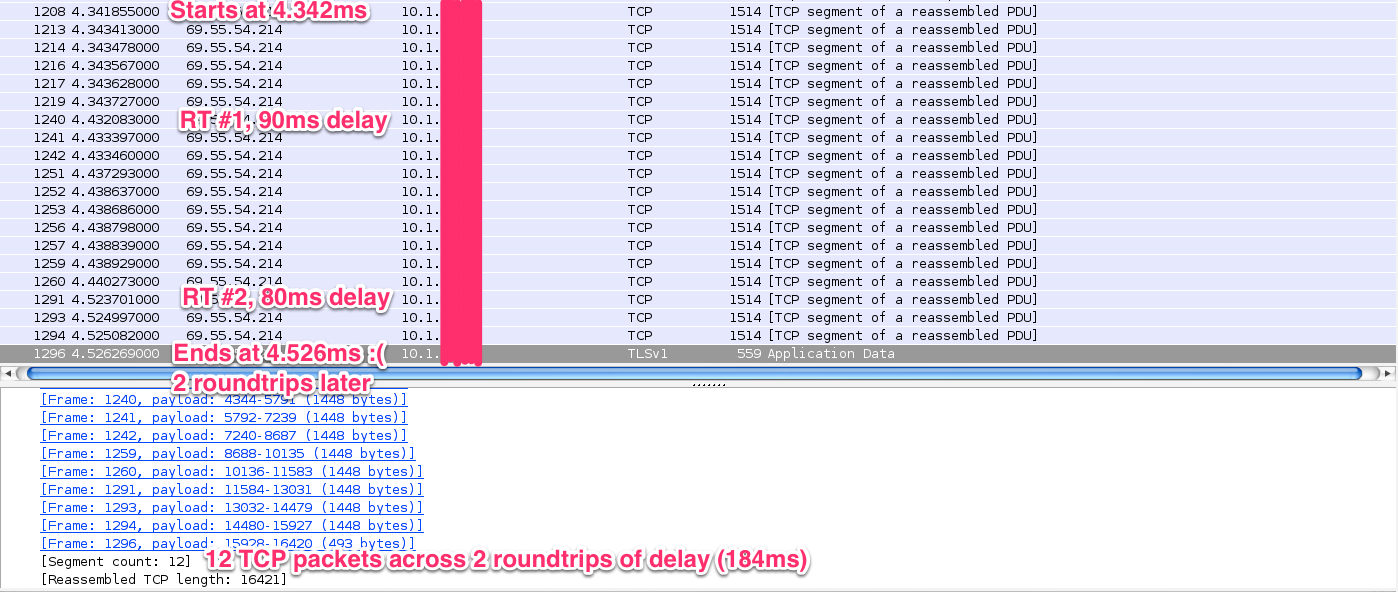 1208 4.341855000 Starts at 4.342ms 10.1. TCP 1514 [TCP segment of a reassembled PDU]
1213 4.343413000 69.55.54.214 10.1. TCP 1514 [TCP segment of a reassembled PDU]
1214 4.343478000 69.55.54.214 10.1. TCP 1514 [TCP segment of a reassembled PDU]
1216 4.343567000 69.55.54.214 10.1. TCP 1514 [TCP segment of a reassembled PDU]
1217 4.343628000 69.55.54.214 10.1. TCP 1514 [TCP segment of a reassembled PDU]
1219 4.343727000 69.55.54.214 10.1. TCP 1514 [TCP segment of a reassembled PDU]
1240 4.432083000 RT #1, 90ms delay 10.1. TCP 1514 [TCP segment of a reassembled PDU]
1241 4.433397000 69.55.54.214 10.1. TCP 1514 [TCP segment of a reassembled PDU]
1242 4.433460000 69.55.54.214 10.1. TCP 1514 [TCP segment of a reassembled PDU]
1251 4.437293000 69.55.54.214 10.1. TCP 1514 [TCP segment of a reassembled PDU]
1252 4.438637000 69.55.54.214 10.1. TCP 1514 [TCP segment of a reassembled PDU]
1253 4.438686000 69.55.54.214 10.1. TCP 1514 [TCP segment of a reassembled PDU]
1256 4.438798000 69.55.54.214 10.1. TCP 1514 [TCP segment of a reassembled PDU]
1257 4.438839000 69.55.54.214 10.1. TCP 1514 [TCP segment of a reassembled PDU]
1259 4.438929000 69.55.54.214 10.1. TCP 1514 [TCP segment of a reassembled PDU]
1260 4.440273000 69.55.54.214 10.1. TCP 1514 [TCP segment of a reassembled PDU]
1291 4.523701000 RT #2, 80ms delay 10.1. TCP 1514 [TCP segment of a reassembled PDU]
1293 4.524997000 69.55.54.214 10.1. TCP 1514 [TCP segment of a reassembled PDU]
1294 4.525082000 69.55.54.214 10.1. TCP 1514 [TCP segment of a reassembled PDU]
1296 4.526269000 Ends at 4.526ms :( 10.1. TLSv1 559 Application Data
2 roundtrips later
[Frame: 1240, payload: 4344-5791 (1448 bytes)]
[Frame: 1241, payload: 5792-7239 (1448 bytes)]
[Frame: 1242, payload: 7240-8687 (1448 bytes)]
[Frame: 1259, payload: 8688-10135 (1448 bytes)]
[Frame: 1260, payload: 10136-11583 (1448 bytes)]
[Frame: 1291, payload: 11584-13031 (1448 bytes)]
[Frame: 1293, payload: 13032-14479 (1448 bytes)]
[Frame: 1294, payload: 14480-15927 (1448 bytes)]
[Frame: 1296, payload: 15928-16420 (493 bytes)]
[Segment count: 12] 12 TCP packets across 2 roundtrips of delay (184ms)
[Reassembled TCP length: 16421]